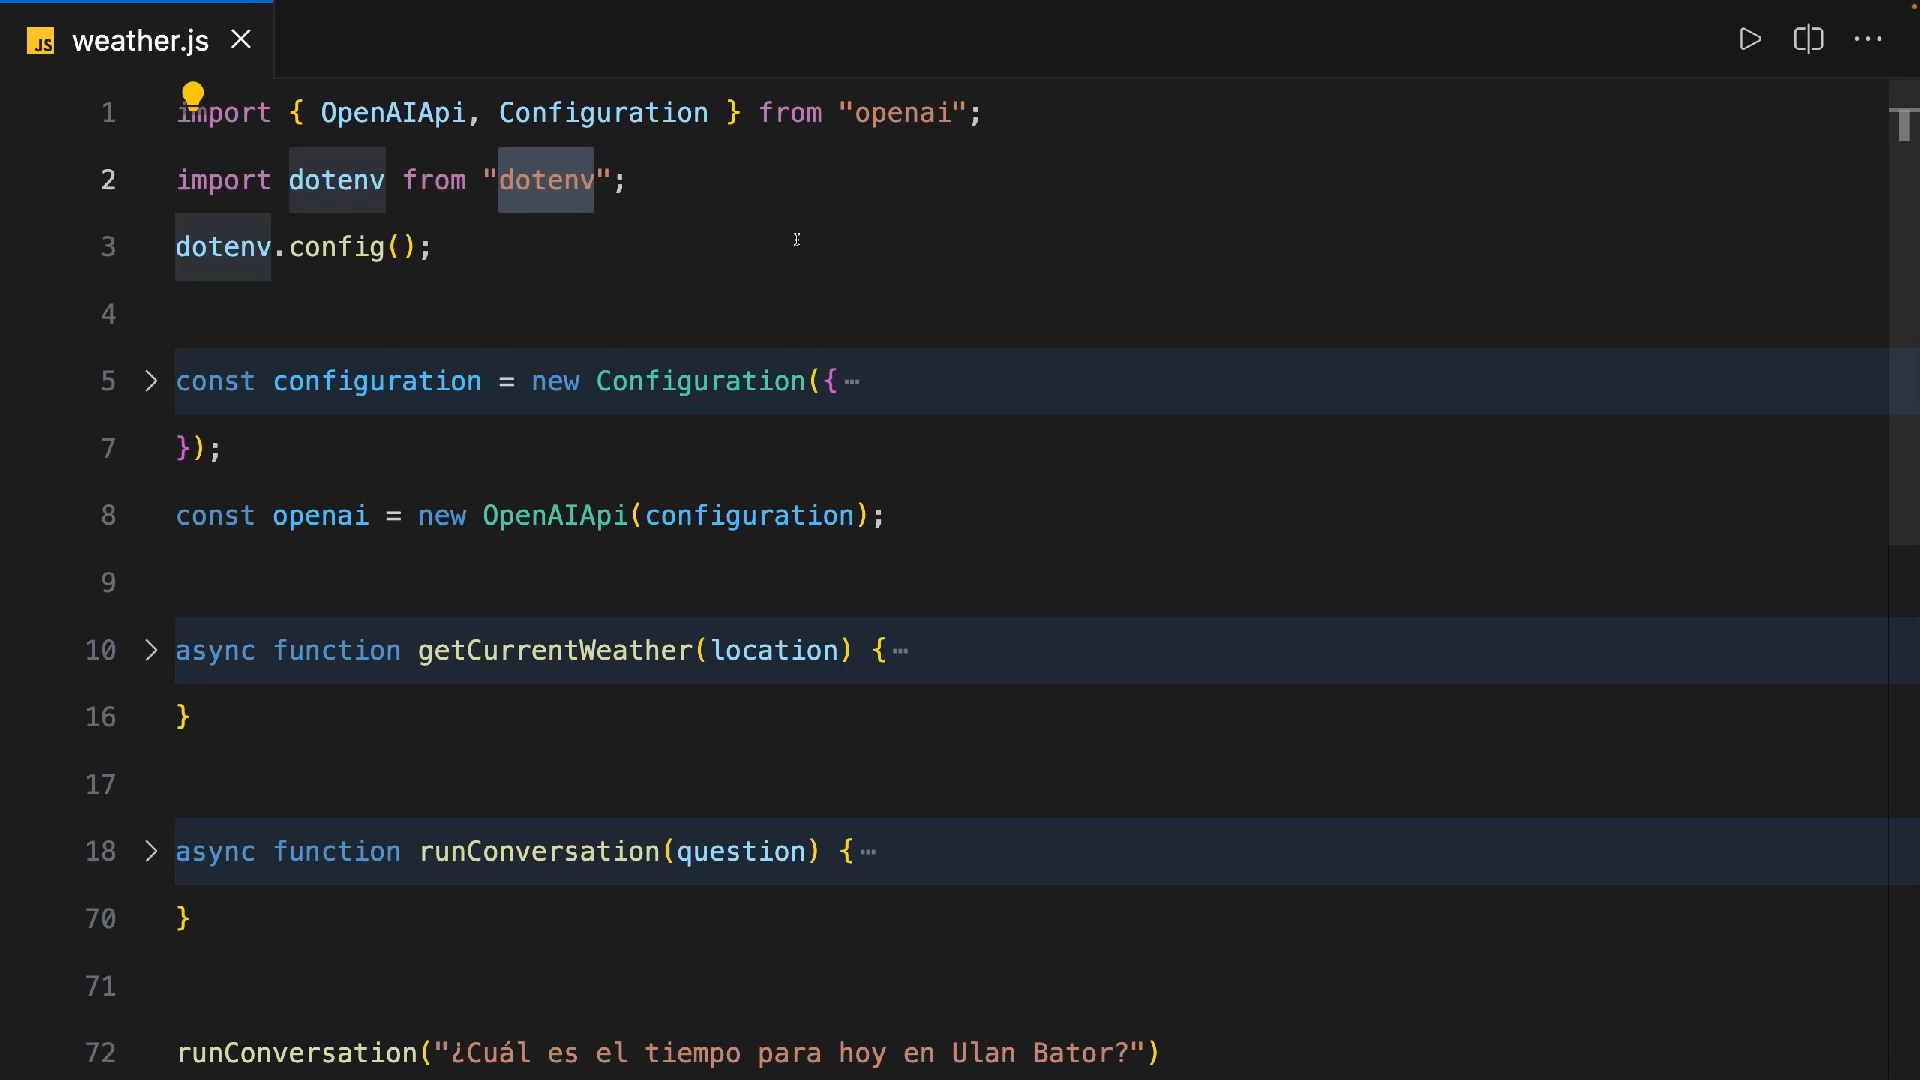 JS weather.js
1 import { OpenAIApi, Configuration } from "openai";
2 import dotenv from "dotenv";
3 dotenv.config();
4
5 const configuration = new Configuration({⋯
7 });
8 const openai = new OpenAIApi(configuration);
9
10 async function getCurrentWeather(location) {⋯
16 }
17
18 async function runConversation(question) {⋯
70 }
71
72 runConversation("¿Cuál es el tiempo para hoy en Ulan Bator?")